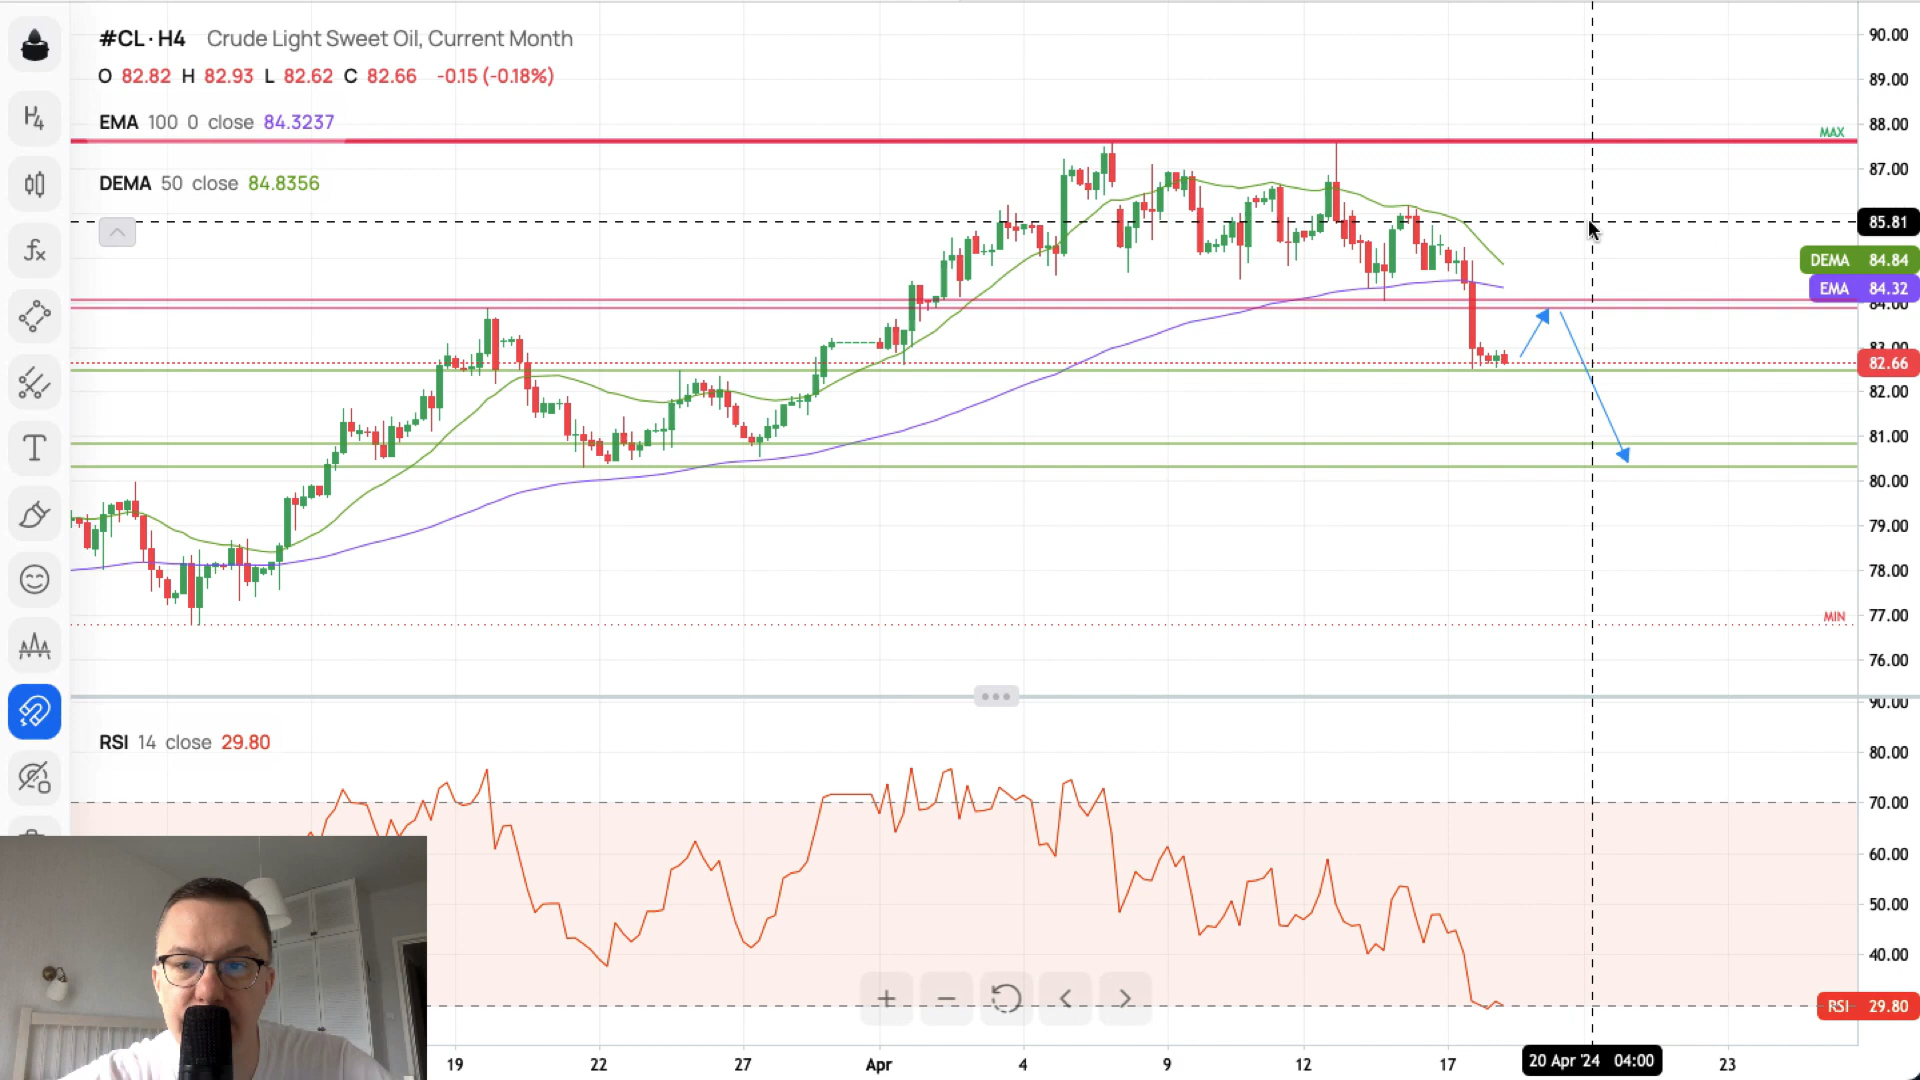 #CL · H4 Crude Light Sweet Oil, Current Month
O 82.82 H 82.93 L 82.62 C 82.66 -0.15 (-0.18%)
EMA 100 0 close 84.3237
DEMA 50 close 84.8356
H4
fx
T
MAX
MIN
90.00
89.00
88.00
87.00
85.81
DEMA 84.84
EMA 84.32
84.00
83.00
82.66
82.00
81.00
80.00
79.00
78.00
77.00
76.00
RSI 14 close 29.80
90.00
80.00
70.00
60.00
50.00
40.00
RSI 29.80
19 22 27 Apr 4 9 12 17 20 Apr '24 04:00 23